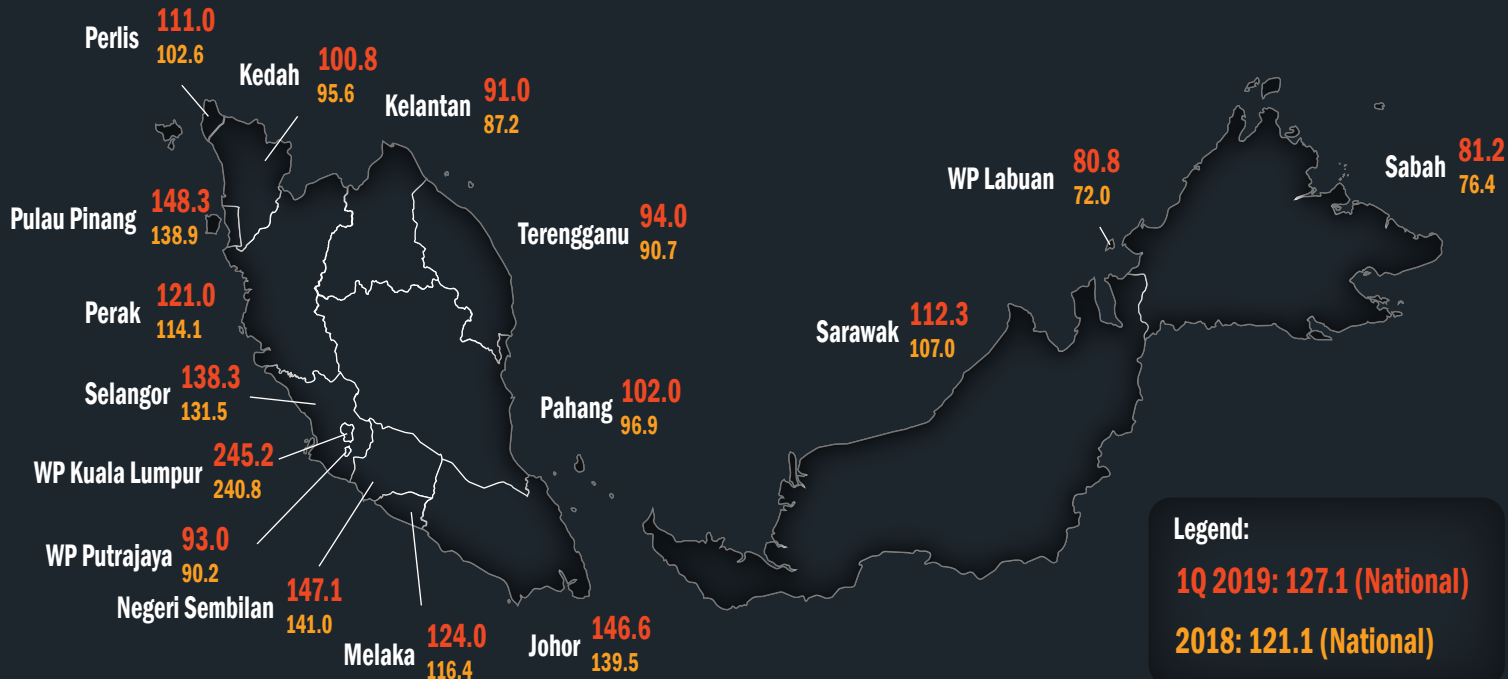 Perlis 111.0
102.6
Kedah 100.8
95.6
Kelantan 91.0
87.2
Pulau Pinang 148.3
138.9
Terengganu 94.0
90.7
WP Labuan 80.8
72.0
Sabah 81.2
76.4
Perak 121.0
114.1
Sarawak 112.3
107.0
Selangor 138.3
131.5
Pahang 102.0
96.9
WP Kuala Lumpur 245.2
240.8
WP Putrajaya 93.0
90.2
Negeri Sembilan 147.1
141.0
Melaka 124.0
116.4
Johor 146.6
139.5
Legend:
1Q 2019: 127.1 (National)
2018: 121.1 (National)